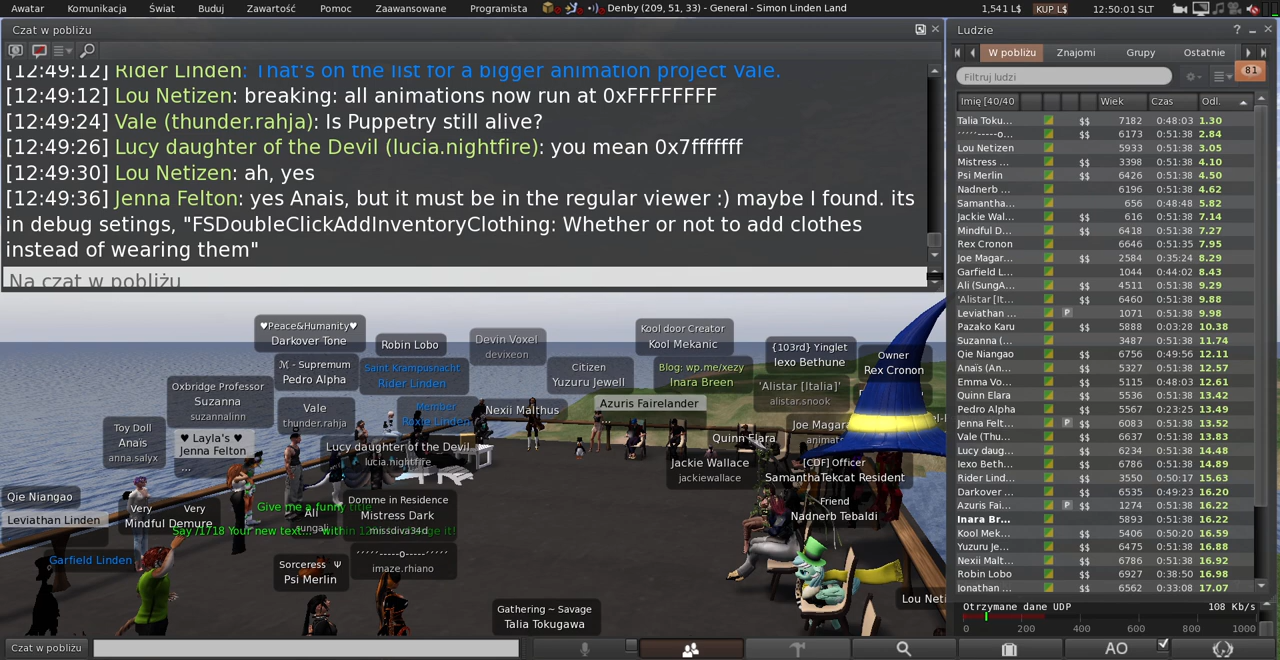 Awatar Komunikacja Świat Buduj Zawartość Pomoc Zaawansowane Programista Denby (209, 51, 33) - General - Simon Linden Land 1,541 L$ KUP L$ 12:50:01 SLT
Czat w pobliżu
[12:49:12] Rider Linden: That's on the list for a bigger animation project Vale.
[12:49:12] Lou Netizen: breaking: all animations now run at 0xFFFFFFFF
[12:49:24] Vale (thunder.rahja): Is Puppetry still alive?
[12:49:26] Lucy daughter of the Devil (lucia.nightfire): you mean 0x7fffffff
[12:49:30] Lou Netizen: ah, yes
[12:49:36] Jenna Felton: yes Anais, but it must be in the regular viewer :) maybe I found. its
in debug setings, "FSDoubleClickAddInventoryClothing: Whether or not to add clothes
instead of wearing them"
Na czat w pobliżu
♥Peace&Humanity♥
Darkover Tone
Robin Lobo
Devin Voxel
devixeon
Kool door Creator
Kool Mekanic
{103rd} Yinglet
Iexo Bethune
Owner
Rex Cronon
ℳ - Supremum
Pedro Alpha
Saint Krampusnacht
Rider Linden
Citizen
Yuzuru Jewell
Blog: wp.me/xezy
Inara Breen
'Alistar [Italia]'
alistar.snook
Oxbridge Professor
Suzanna
suzannalinn
Vale
thunder.rahja
Member
Roxie Linden
Nexii Malthus
Azuris Fairelander
...
Toy Doll
Anais
anna.salyx
♥ Layla's ♥
Jenna Felton
...
Lucy daughter of the Devil
lucia.nightfire
Quinn Elara
Joe Magar
animat
Jackie Wallace
jackiewallace
[CDF] Officer
SamanthaTekcat Resident
Qie Niangao
Leviathan Linden
Very
Mindful
Very
Demure
Give me a funny title
Say /1718 Your new text... within 120
Ali
sungali
Domme in Residence
Mistress Dark
missdiva34d
Friend
Nadnerb Tebaldi
Garfield Linden
Sorceress Ψ
Psi Merlin
՛՛՛՛՛-----o-----՛՛՛՛՛
imaze.rhiano
Gathering ~ Savage
Talia Tokugawa
Lou Neti
Czat w pobliżu
AO
Ludzie
W pobliżu Znajomi Grupy Ostatnie
Filtruj ludzi 81
Imię [40/40 Wiek Czas Odl.
Talia Toku... $$ 7182 0:48:03 1.30
՛՛՛՛՛-----o... $$ 6173 0:51:38 2.84
Lou Netizen 5933 0:51:38 3.05
Mistress ... $$ 3398 0:51:38 4.10
Psi Merlin $$ 6426 0:51:38 4.50
Nadnerb ... 6196 0:51:38 4.62
Samantha... 656 0:48:48 5.82
Jackie Wal... $$ 616 0:51:38 7.14
Mindful D... $$ 6418 0:51:38 7.27
Rex Cronon 6646 0:51:35 7.95
Joe Magar... $$ 2584 0:35:24 8.29
Garfield L... 1044 0:44:02 8.43
Ali (SungA... $$ 4511 0:51:38 9.29
'Alistar [It... $$ 6460 0:51:38 9.88
Leviathan ... P 1071 0:51:38 9.98
Pazako Karu $$ 5888 0:03:28 10.38
Suzanna (... 3487 0:51:38 11.74
Qie Niangao $$ 6756 0:49:56 12.11
Anais (An... $$ 5327 0:51:38 12.57
Emma Vo... $$ 5115 0:48:03 12.61
Quinn Elara $$ 5536 0:51:38 13.42
Pedro Alpha $$ 5567 0:23:25 13.49
Jenna Felt... P $$ 6083 0:51:38 13.52
Vale (Thu... $$ 6637 0:51:38 13.83
Lucy daug... $$ 6234 0:51:38 14.48
Iexo Beth... $$ 6786 0:51:38 14.89
Rider Lind... $$ 3550 0:50:17 15.63
Darkover ... $$ 6535 0:49:23 16.20
Azuris Fai... P $$ 1274 0:51:38 16.22
Inara Br... 5893 0:51:38 16.22
Kool Mek... $$ 5406 0:50:20 16.59
Yuzuru Je... $$ 6475 0:51:38 16.88
Nexii Malt... $$ 6786 0:51:38 16.92
Robin Lobo $$ 6927 0:38:50 16.98
Jonathan ... $$ 6562 0:33:08 17.07
Otrzymane dane UDP 108 Kb/s
0 200 400 600 800 1000